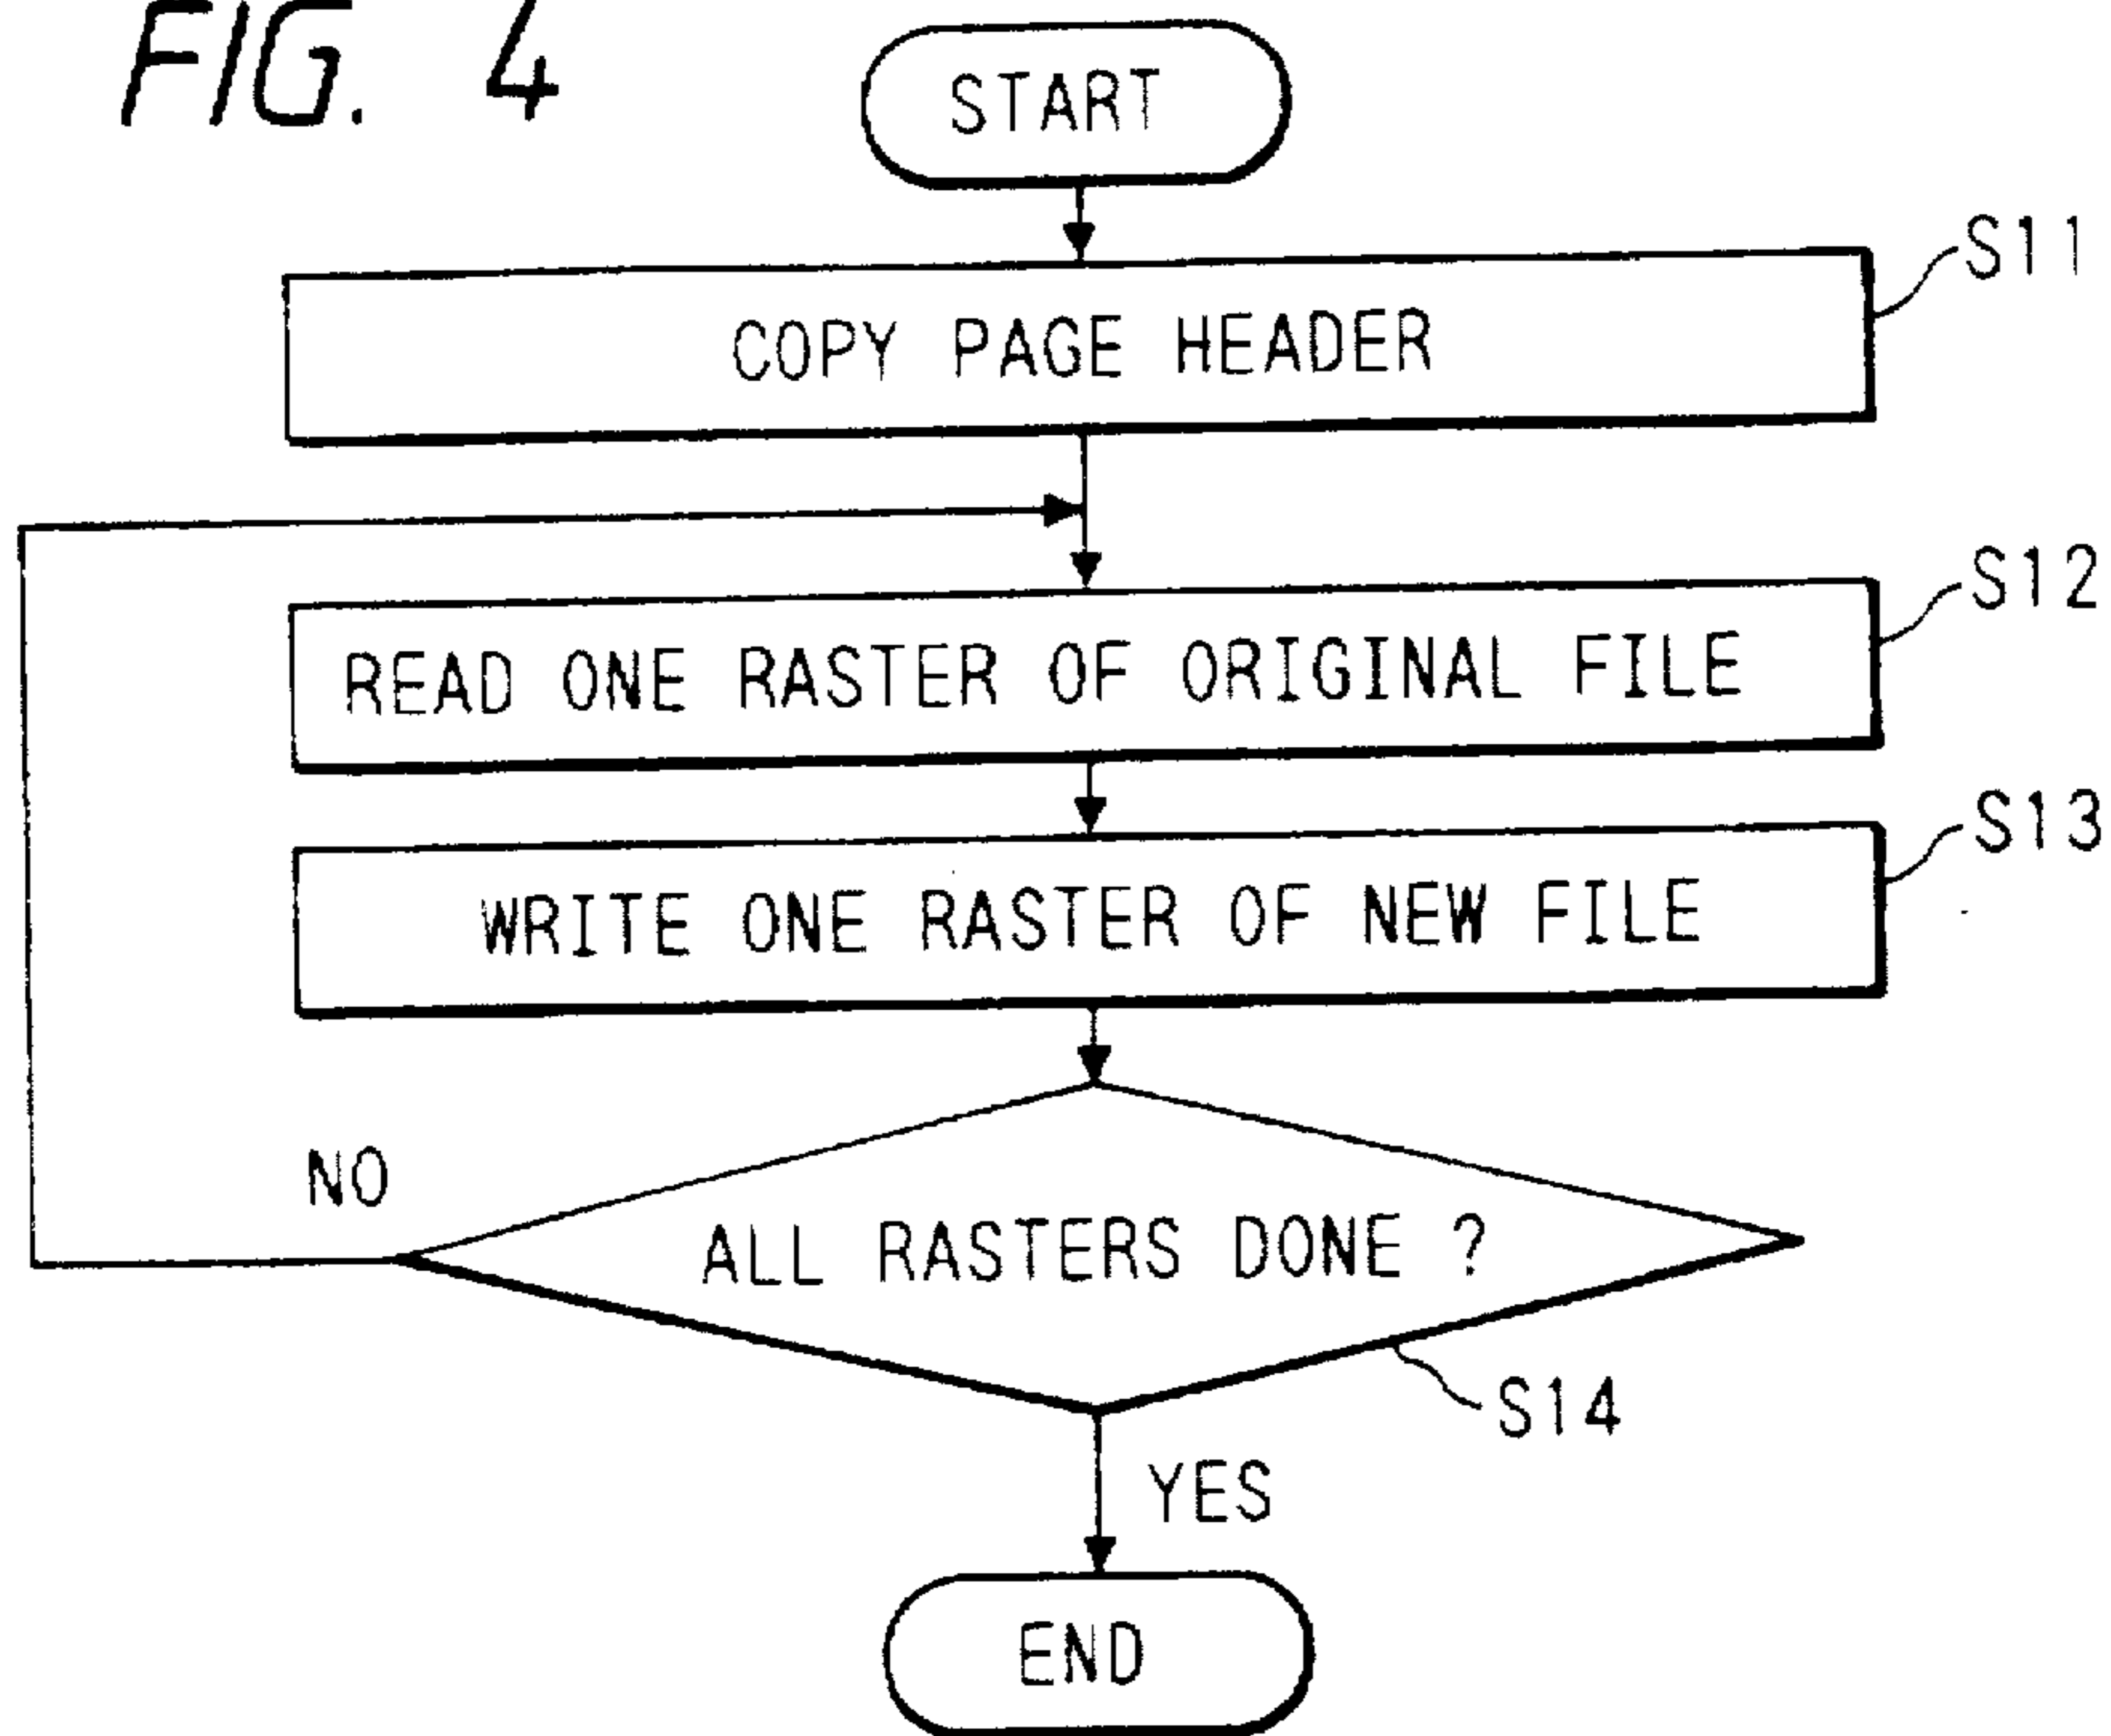 FIG. 4
START
S11
COPY PAGE HEADER
S12
READ ONE RASTER OF ORIGINAL FILE
S13
WRITE ONE RASTER OF NEW FILE
NO
ALL RASTERS DONE ?
S14
YES
END